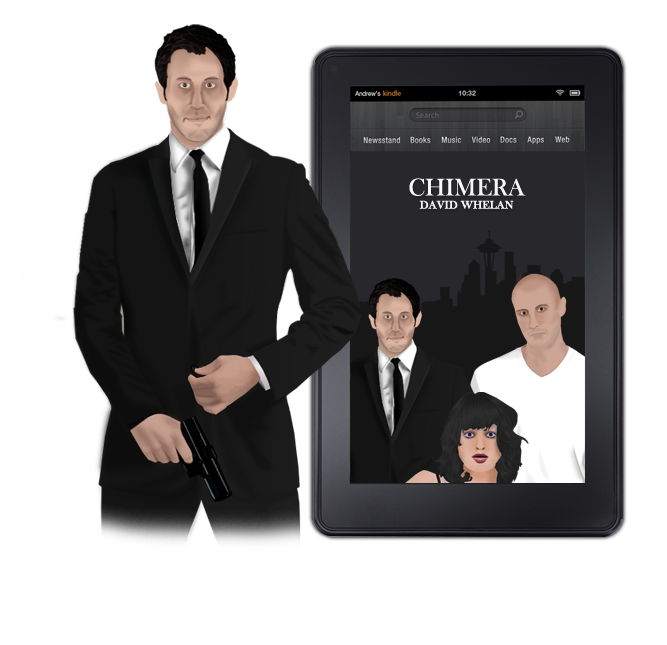 Andrew's kindle 10:32
Search
Newsstand Books Music Video Docs Apps Web
CHIMERA
DAVID WHELAN